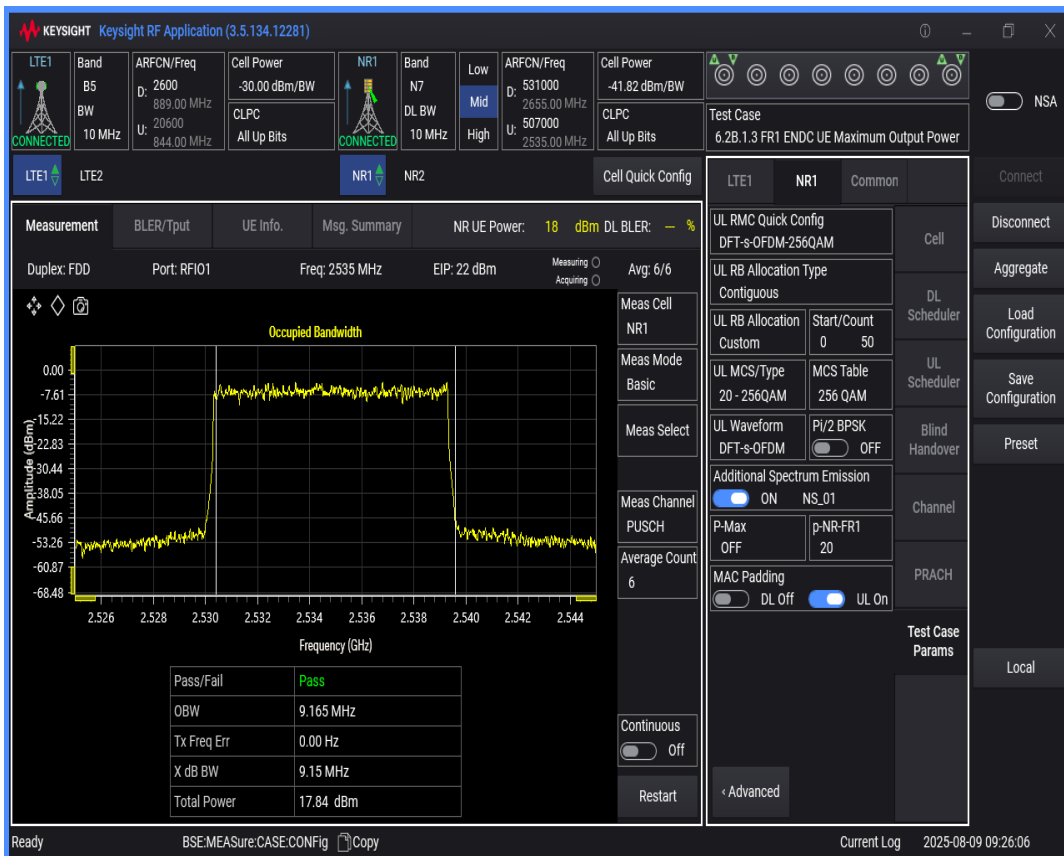 KEYSIGHT Keysight RF Application (3.5.134.12281)
LTE1 Band ARFCN/Freq Cell Power NR1 Band Low ARFCN/Freq Cell Power
B5 D: 2600 -30.00 dBm/BW N7 D: 531000 -41.82 dBm/BW
889.00 MHz 2655.00 MHz
BW CLPC DL BW Mid CLPC
U: 20600 U: 507000
CONNECTED 10 MHz 844.00 MHz All Up Bits CONNECTED 10 MHz High 2535.00 MHz All Up Bits
Test Case
6.2B.1.3 FR1 ENDC UE Maximum Output Power
NSA
LTE1 LTE2 NR1 NR2 Cell Quick Config
LTE1 NR1 Common
Connect
Disconnect
Aggregate
Load
Configuration
Save
Configuration
Preset
Local
Measurement BLER/Tput UE Info. Msg. Summary NR UE Power: 18 dBm DL BLER: -- %
Duplex: FDD Port: RFIO1 Freq: 2535 MHz EIP: 22 dBm Measuring Avg: 6/6
Acquiring
Occupied Bandwidth
Amplitude (dBm)
0.00
-7.61
-15.22
-22.83
-30.44
-38.05
-45.66
-53.26
-60.87
-68.48
2.526 2.528 2.530 2.532 2.534 2.536 2.538 2.540 2.542 2.544
Frequency (GHz)
Pass/Fail Pass
OBW 9.165 MHz
Tx Freq Err 0.00 Hz
X dB BW 9.15 MHz
Total Power 17.84 dBm
Meas Cell
NR1
Meas Mode
Basic
Meas Select
Meas Channel
PUSCH
Average Count
6
Continuous
Off
Restart
UL RMC Quick Config
DFT-s-OFDM-256QAM
UL RB Allocation Type
Contiguous
UL RB Allocation Start/Count
Custom 0 50
UL MCS/Type MCS Table
20 - 256QAM 256 QAM
UL Waveform Pi/2 BPSK
DFT-s-OFDM OFF
Additional Spectrum Emission
ON NS_01
P-Max p-NR-FR1
OFF 20
MAC Padding
DL Off UL On
‹ Advanced
Cell
DL
Scheduler
UL
Scheduler
Blind
Handover
Channel
PRACH
Test Case
Params
Ready BSE:MEASure:CASE:CONFig Copy Current Log 2025-08-09 09:26:06